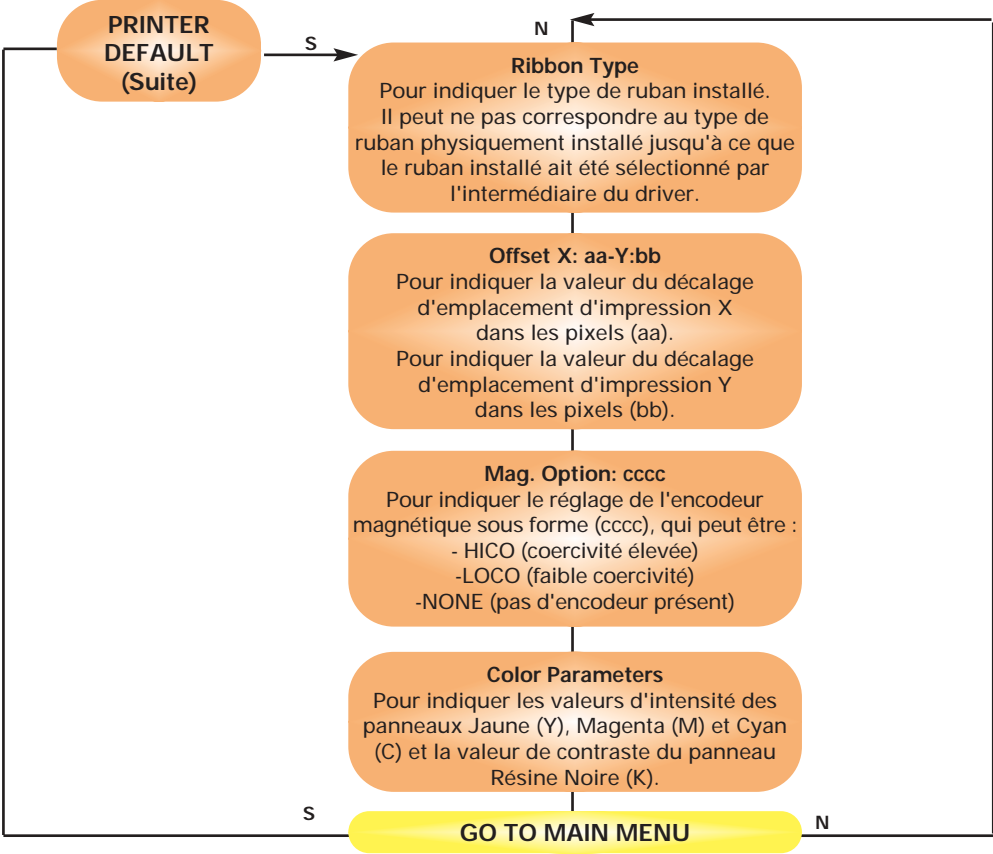 PRINTER
DEFAULT
(Suite)
S
N
Ribbon Type
Pour indiquer le type de ruban installé.
Il peut ne pas correspondre au type de
ruban physiquement installé jusqu'à ce que
le ruban installé ait été sélectionné par
l'intermédiaire du driver.
Offset X: aa-Y:bb
Pour indiquer la valeur du décalage
d'emplacement d'impression X
dans les pixels (aa).
Pour indiquer la valeur du décalage
d'emplacement d'impression Y
dans les pixels (bb).
Mag. Option: cccc
Pour indiquer le réglage de l'encodeur
magnétique sous forme (cccc), qui peut être :
- HICO (coercivité élevée)
-LOCO (faible coercivité)
-NONE (pas d'encodeur présent)
Color Parameters
Pour indiquer les valeurs d'intensité des
panneaux Jaune (Y), Magenta (M) et Cyan
(C) et la valeur de contraste du panneau
Résine Noire (K).
S
GO TO MAIN MENU
N